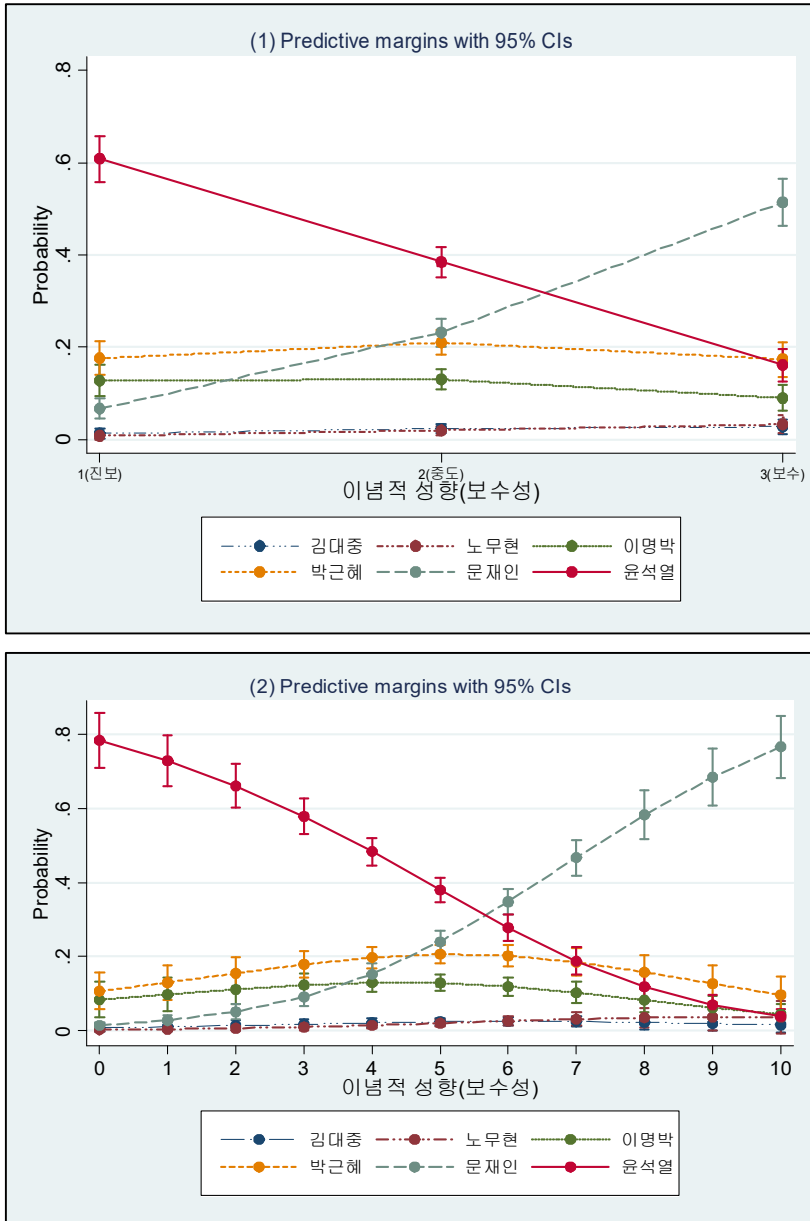 (1) Predictive margins with 95% CIs
.8
.6
.4
.2
0
Probability
1(진보) 2(중도) 3(보수)
이념적 성향(보수성)
김대중 노무현 이명박
박근혜 문재인 윤석열
(2) Predictive margins with 95% CIs
.8
.6
.4
.2
0
Probability
0 1 2 3 4 5 6 7 8 9 10
이념적 성향(보수성)
김대중 노무현 이명박
박근혜 문재인 윤석열